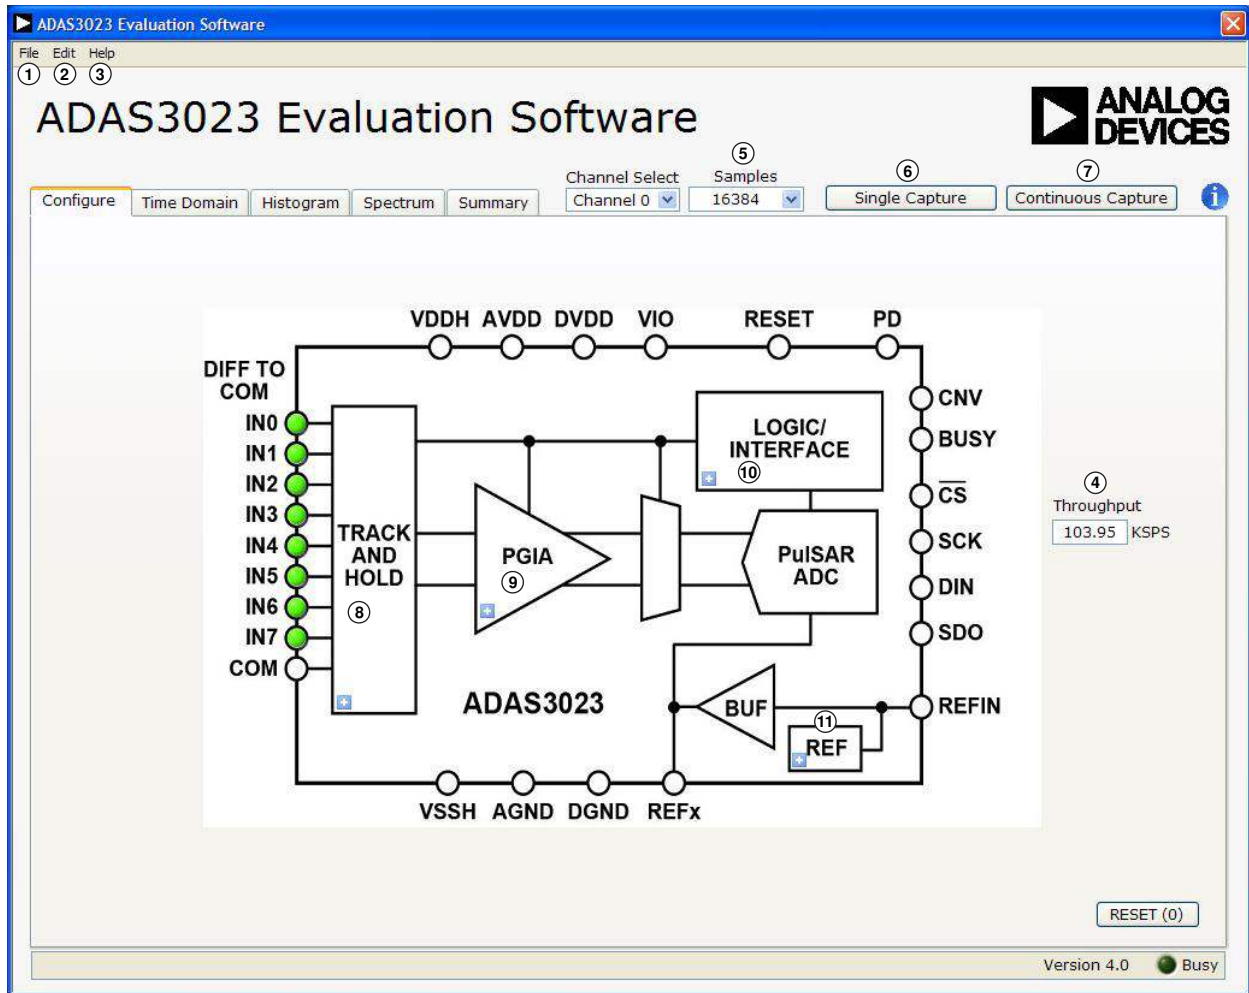 ADAS3023 Evaluation Software
File Edit Help
1 2 3
ADAS3023 Evaluation Software
ANALOG
DEVICES
5 6 7
Channel Select Samples
Configure Time Domain Histogram Spectrum Summary Channel 0 16384 Single Capture Continuous Capture i
VDDH AVDD DVDD VIO RESET PD
DIFF TO
COM
IN0
IN1
IN2
IN3
IN4
IN5
IN6
IN7
COM
TRACK
AND
HOLD
8
PGIA
9
LOGIC/
INTERFACE
10
PulSAR
ADC
CNV
BUSY
CS
SCK
DIN
SDO
REFIN
4
Throughput
103.95 KSPS
ADAS3023
BUF
11
REF
VSSH AGND DGND REFx
RESET (0)
Version 4.0 Busy